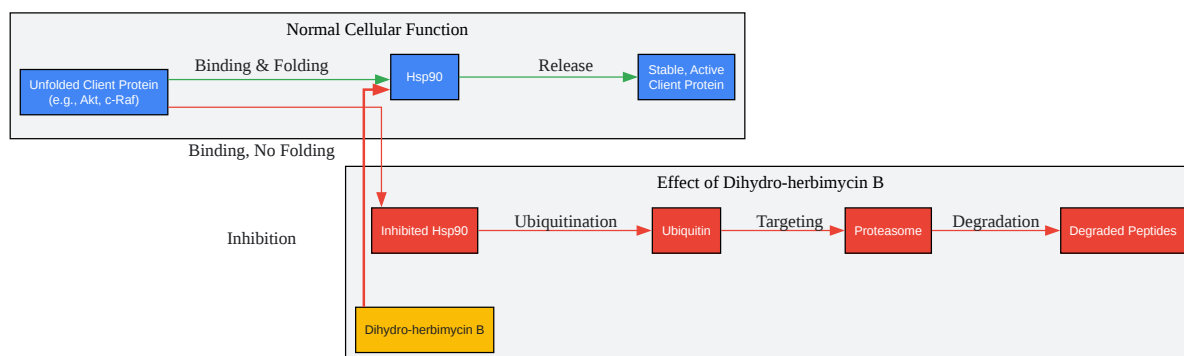 Normal Cellular Function
Unfolded Client Protein
(e.g., Akt, c-Raf)
Binding & Folding
Hsp90
Release
Stable, Active
Client Protein
Binding, No Folding
Inhibition
Effect of Dihydro-herbimycin B
Inhibited Hsp90
Ubiquitination
Ubiquitin
Targeting
Proteasome
Degradation
Degraded Peptides
Dihydro-herbimycin B